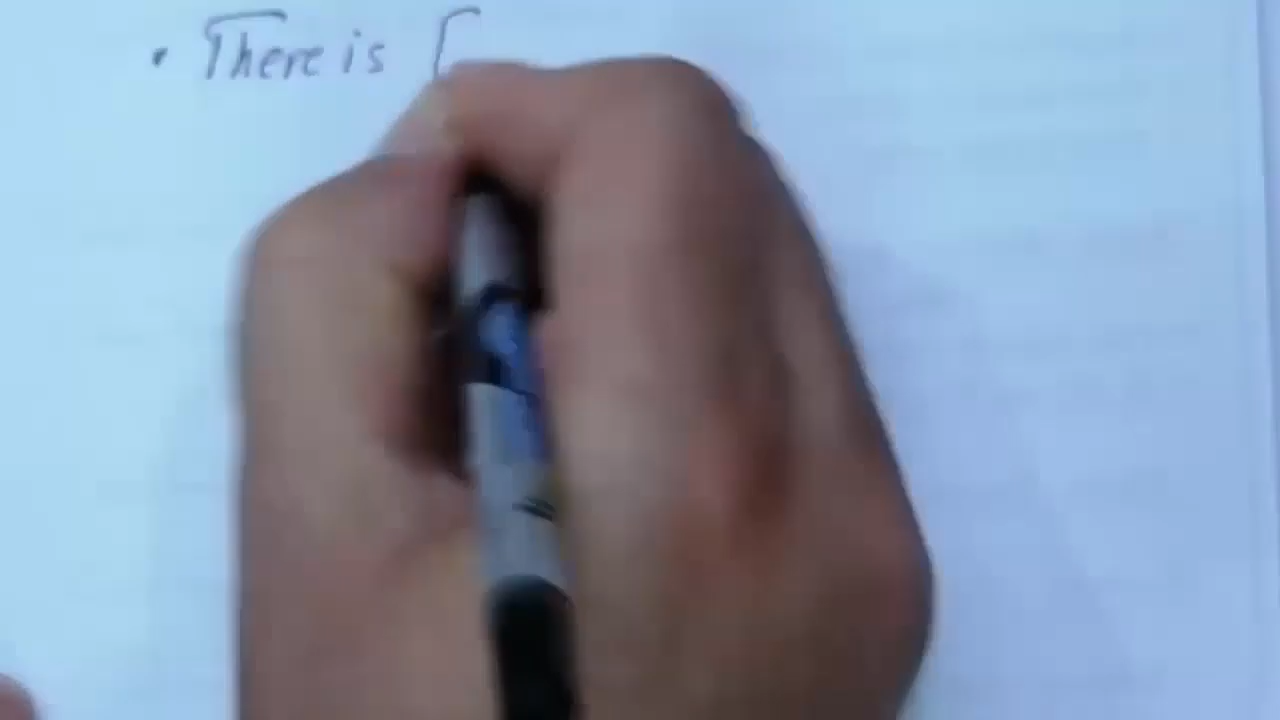 • There is [